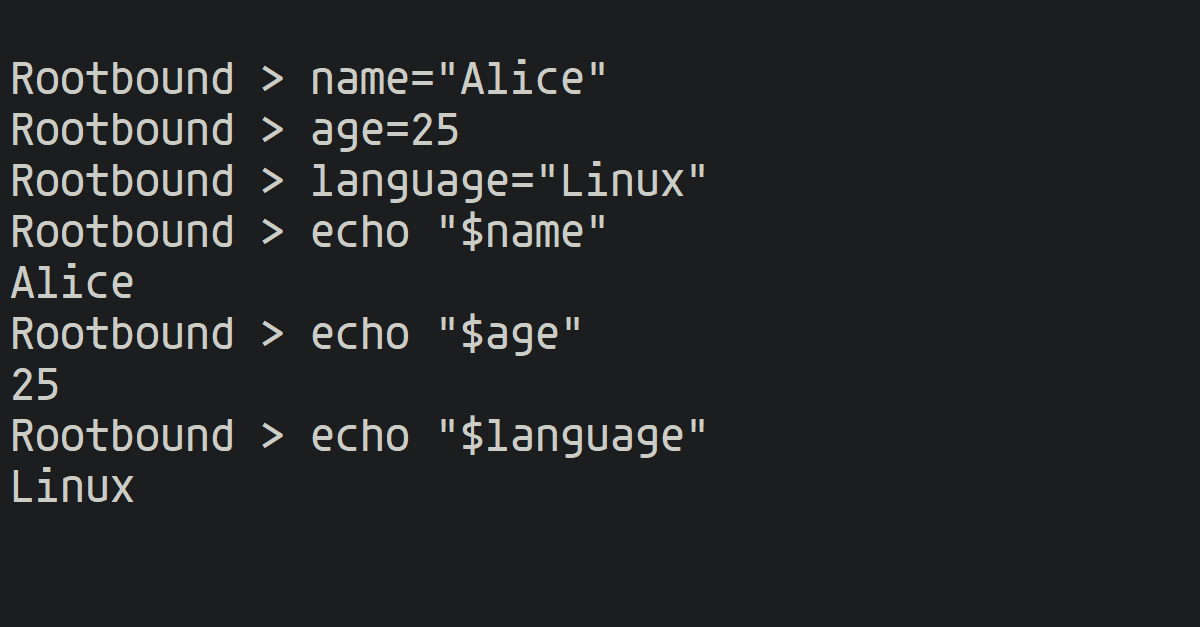 Rootbound > name="Alice"
Rootbound > age=25
Rootbound > language="Linux"
Rootbound > echo "$name"
Alice
Rootbound > echo "$age"
25
Rootbound > echo "$language"
Linux